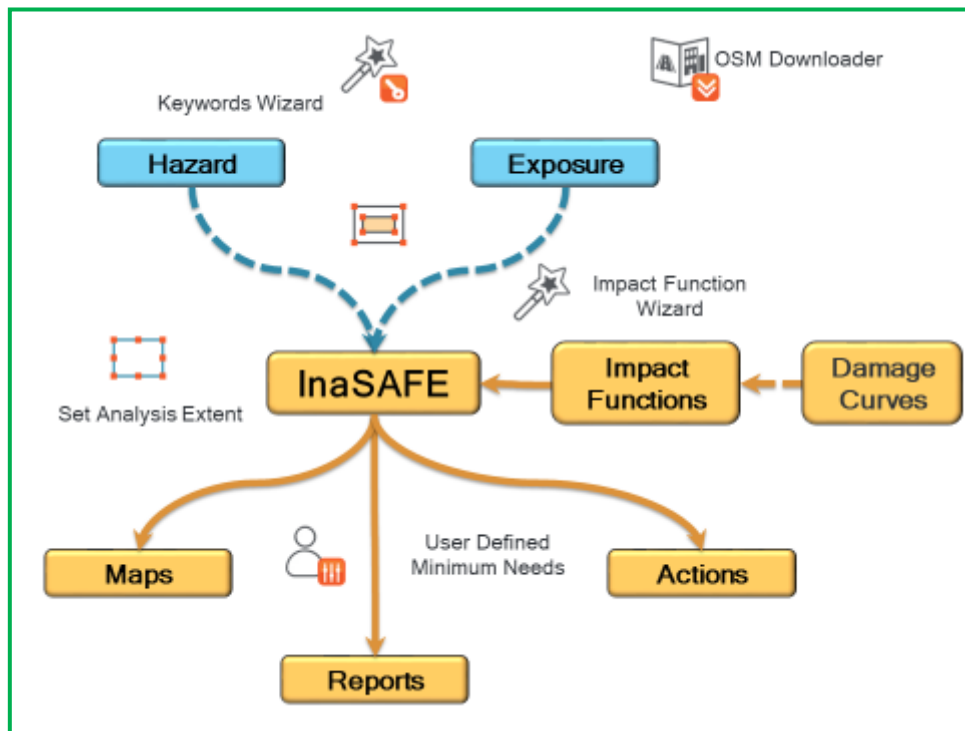 OSM Downloader
Keywords Wizard
Hazard
Exposure
Impact Function
Wizard
InaSAFE
Impact
Functions
Damage
Curves
Set Analysis Extent
User Defined
Minimum Needs
Maps
Actions
Reports